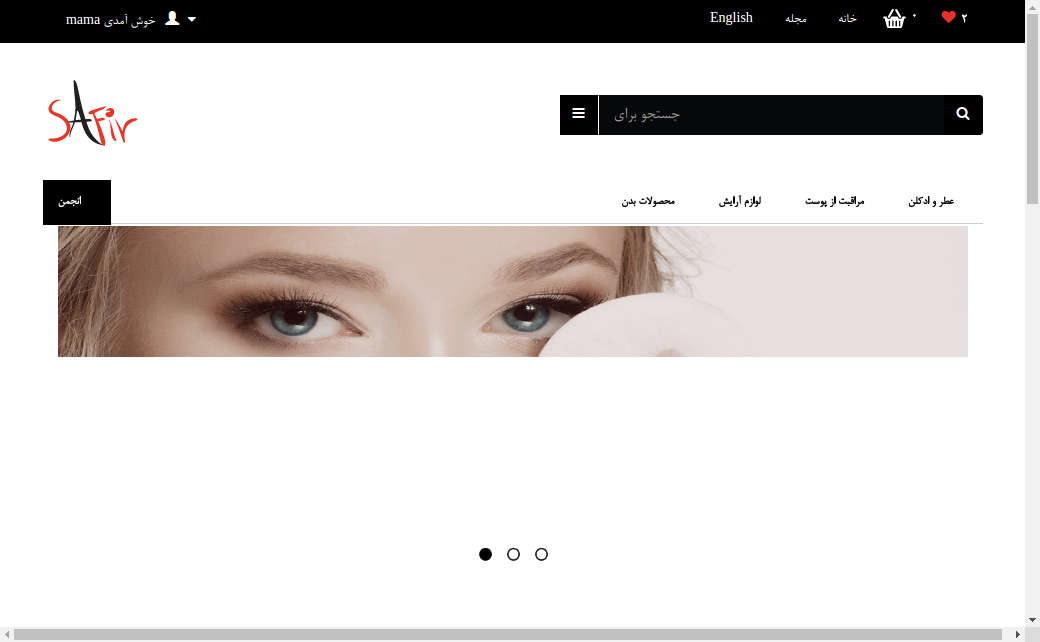 ۲ ۰ خانه مجله English خوش آمدی mama
SAFir
جستجو برای
عطر و ادکلن مراقبت از پوست لوازم آرایش محصولات بدن انجمن